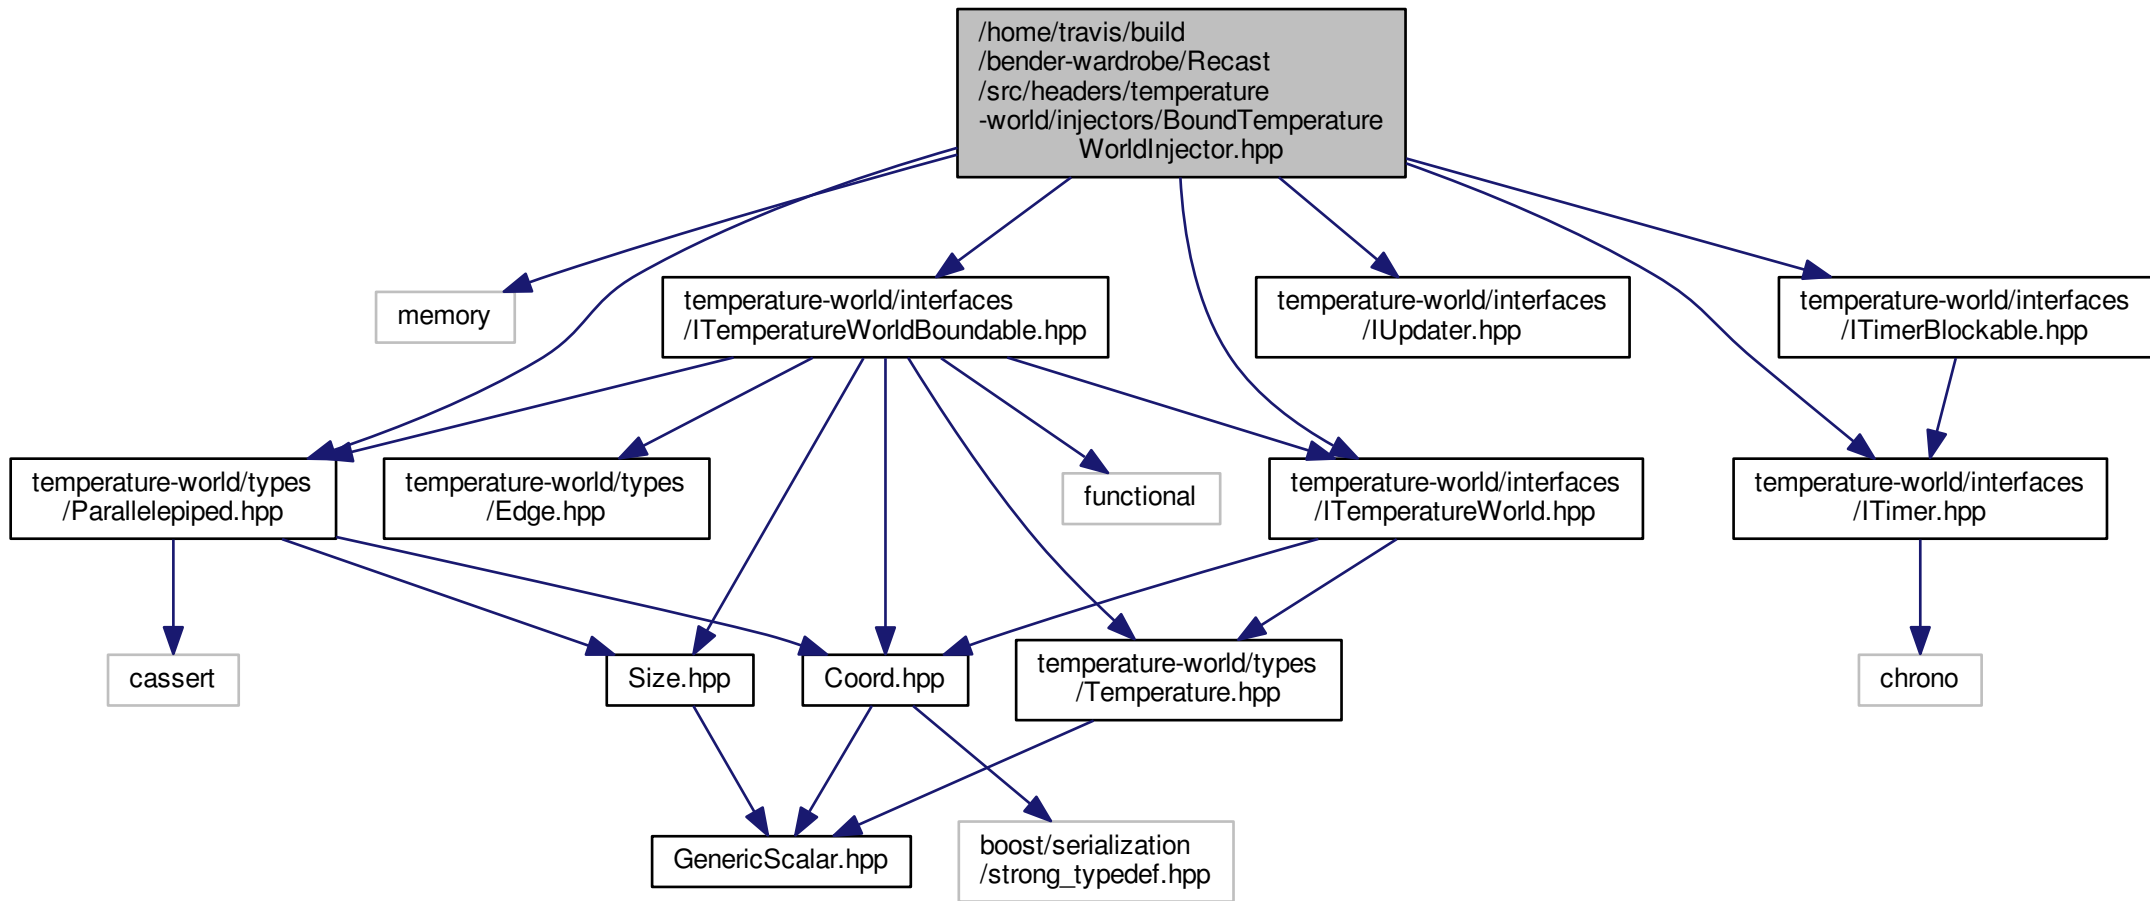 /home/travis/build
/bender-wardrobe/Recast
/src/headers/temperature
-world/injectors/BoundTemperature
WorldInjector.hpp
memory
temperature-world/interfaces
/ITemperatureWorldBoundable.hpp
temperature-world/interfaces
/IUpdater.hpp
temperature-world/interfaces
/ITimerBlockable.hpp
temperature-world/types
/Parallelepiped.hpp
temperature-world/types
/Edge.hpp
functional
temperature-world/interfaces
/ITemperatureWorld.hpp
temperature-world/interfaces
/ITimer.hpp
cassert
Size.hpp
Coord.hpp
temperature-world/types
/Temperature.hpp
chrono
GenericScalar.hpp
boost/serialization
/strong_typedef.hpp